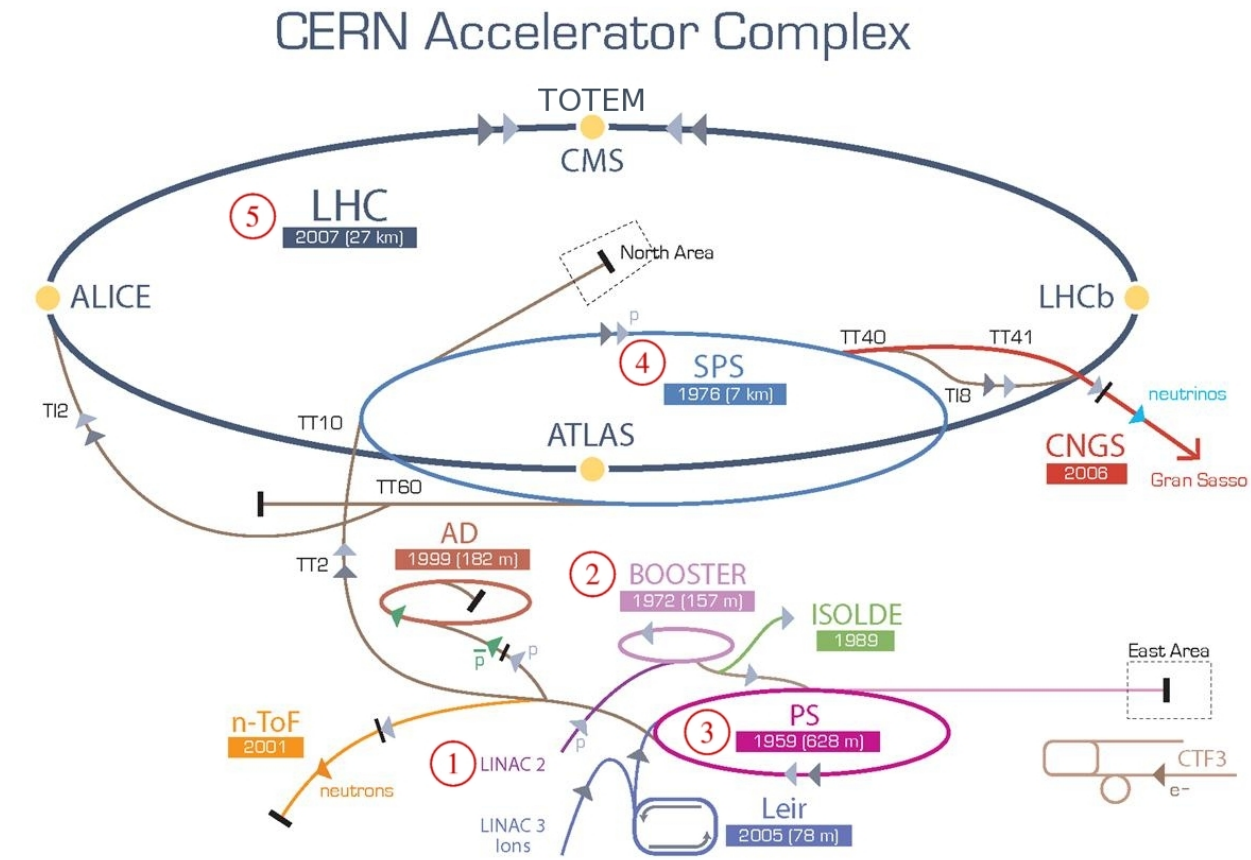 CERN Accelerator Complex
TOTEM
CMS
5
LHC
2007 (27 km)
North Area
ALICE
LHCb
p
TT40
TT41
4
SPS
1976 (7 km)
TI8
neutrinos
TI2
TT10
ATLAS
CNGS
2006
Gran Sasso
TT60
AD
1999 (182 m)
TT2
2
BOOSTER
1972 (157 m)
ISOLDE
1989
p̅
p
East Area
n-ToF
2001
3
PS
1959 (628 m)
p
1
LINAC 2
neutrons
CTF3
e-
LINAC 3
Ions
Leir
2005 (78 m)